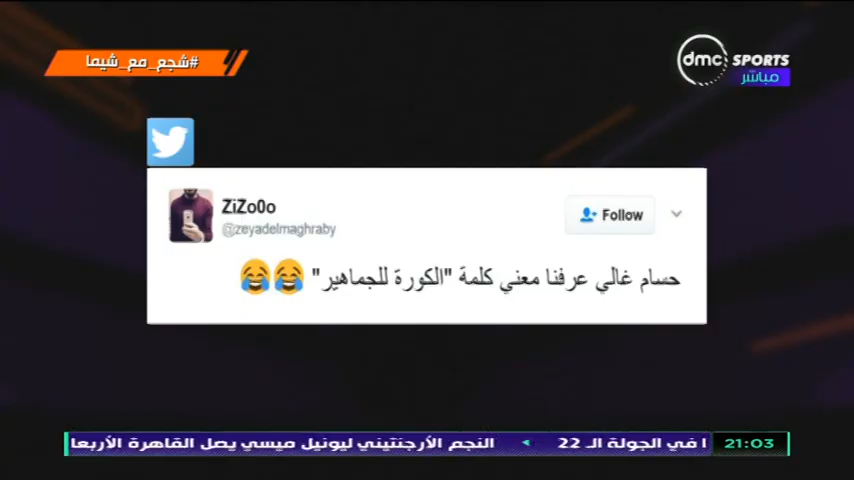 #شجع_مع_شيما
dmc SPORTS
مباشر
ZiZo0o
@zeyadelmaghraby
Follow
حسام غالي عرفنا معني كلمة "الكورة للجماهير" 😂😂
21:03
ا في الجولة الـ 22 ◄ النجم الأرجنتيني ليونيل ميسي يصل القاهرة الأربعا